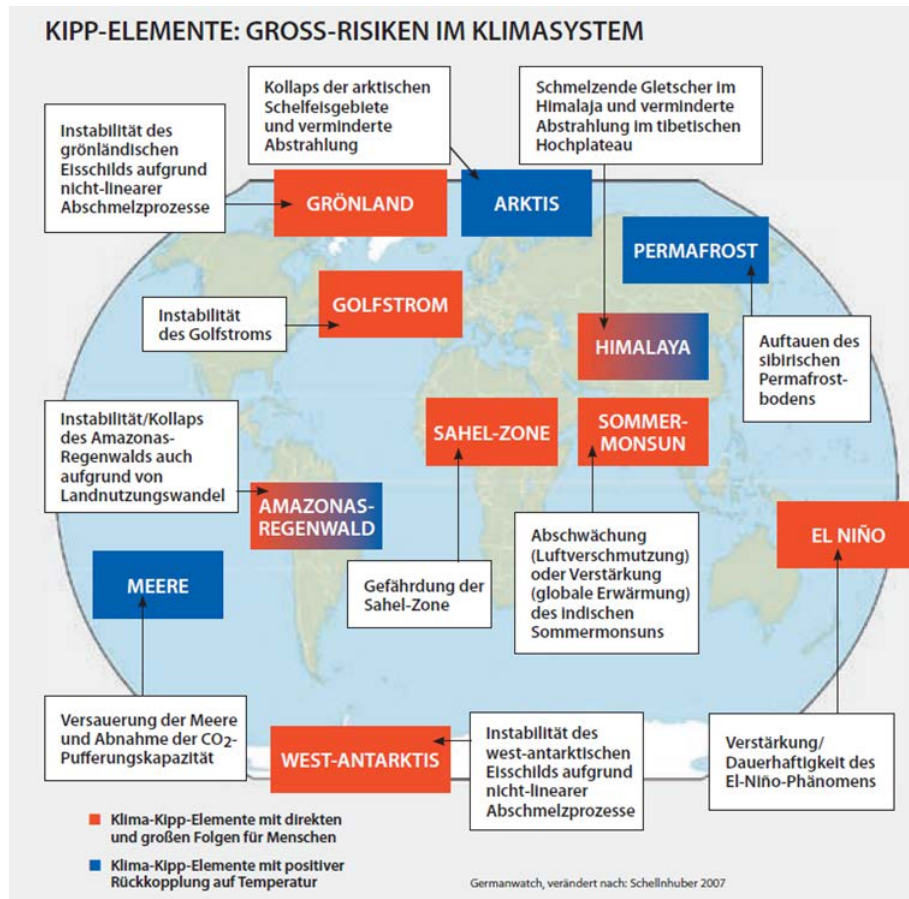 KIPP-ELEMENTE: GROSS-RISIKEN IM KLIMASYSTEM
Kollaps der arktischen
Schelfeisgebiete
und verminderte
Abstrahlung
Schmelzende Gletscher im
Himalaja und verminderte
Abstrahlung im tibetischen
Hochplateau
Instabilität des
grönländischen
Eisschilds aufgrund
nicht-linearer
Abschmelzprozesse
GRÖNLAND
ARKTIS
PERMAFROST
GOLFSTROM
Instabilität
des Golfstroms
HIMALAYA
Auftauen des
sibirischen
Permafrost-
bodens
Instabilität/Kollaps
des Amazonas-
Regenwalds auch
aufgrund von
Landnutzungswandel
SAHEL-ZONE
SOMMER-
MONSUN
AMAZONAS-
REGENWALD
EL NIÑO
Abschwächung
(Luftverschmutzung)
oder Verstärkung
(globale Erwärmung)
des indischen
Sommermonsuns
MEERE
Gefährdung der
Sahel-Zone
Versauerung der Meere
und Abnahme der CO2-
Pufferungskapazität
WEST-ANTARKTIS
Instabilität des
west-antarktischen
Eisschilds aufgrund
nicht-linearer
Abschmelzprozesse
Verstärkung/
Dauerhaftigkeit des
El-Niño-Phänomens
Klima-Kipp-Elemente mit direkten
und großen Folgen für Menschen
Klima-Kipp-Elemente mit positiver
Rückkopplung auf Temperatur
Germanwatch, verändert nach: Schellnhuber 2007